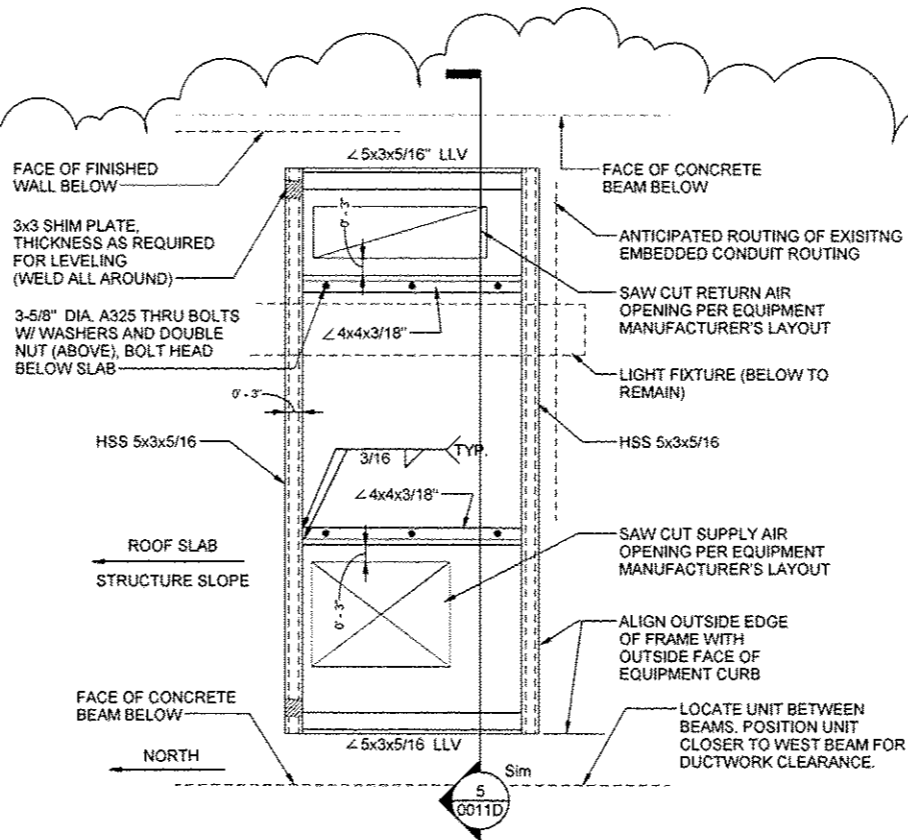 ∠5x3x5/16" LLV
FACE OF FINISHED
WALL BELOW
3x3 SHIM PLATE,
THICKNESS AS REQUIRED
FOR LEVELING
(WELD ALL AROUND)
3-5/8" DIA. A325 THRU BOLTS
W/ WASHERS AND DOUBLE
NUT (ABOVE), BOLT HEAD
BELOW SLAB
0' - 3"
HSS 5x3x5/16
ROOF SLAB
STRUCTURE SLOPE
FACE OF CONCRETE
BEAM BELOW
NORTH
0' - 3"
∠4x4x3/18"
3/16
TYP.
∠4x4x3/18"
0' - 3"
∠5x3x5/16 LLV
Sim
5
0011D
FACE OF CONCRETE
BEAM BELOW
ANTICIPATED ROUTING OF EXISITNG
EMBEDDED CONDUIT ROUTING
SAW CUT RETURN AIR
OPENING PER EQUIPMENT
MANUFACTURER'S LAYOUT
LIGHT FIXTURE (BELOW TO
REMAIN)
HSS 5x3x5/16
SAW CUT SUPPLY AIR
OPENING PER EQUIPMENT
MANUFACTURER'S LAYOUT
ALIGN OUTSIDE EDGE
OF FRAME WITH
OUTSIDE FACE OF
EQUIPMENT CURB
LOCATE UNIT BETWEEN
BEAMS. POSITION UNIT
CLOSER TO WEST BEAM FOR
DUCTWORK CLEARANCE.